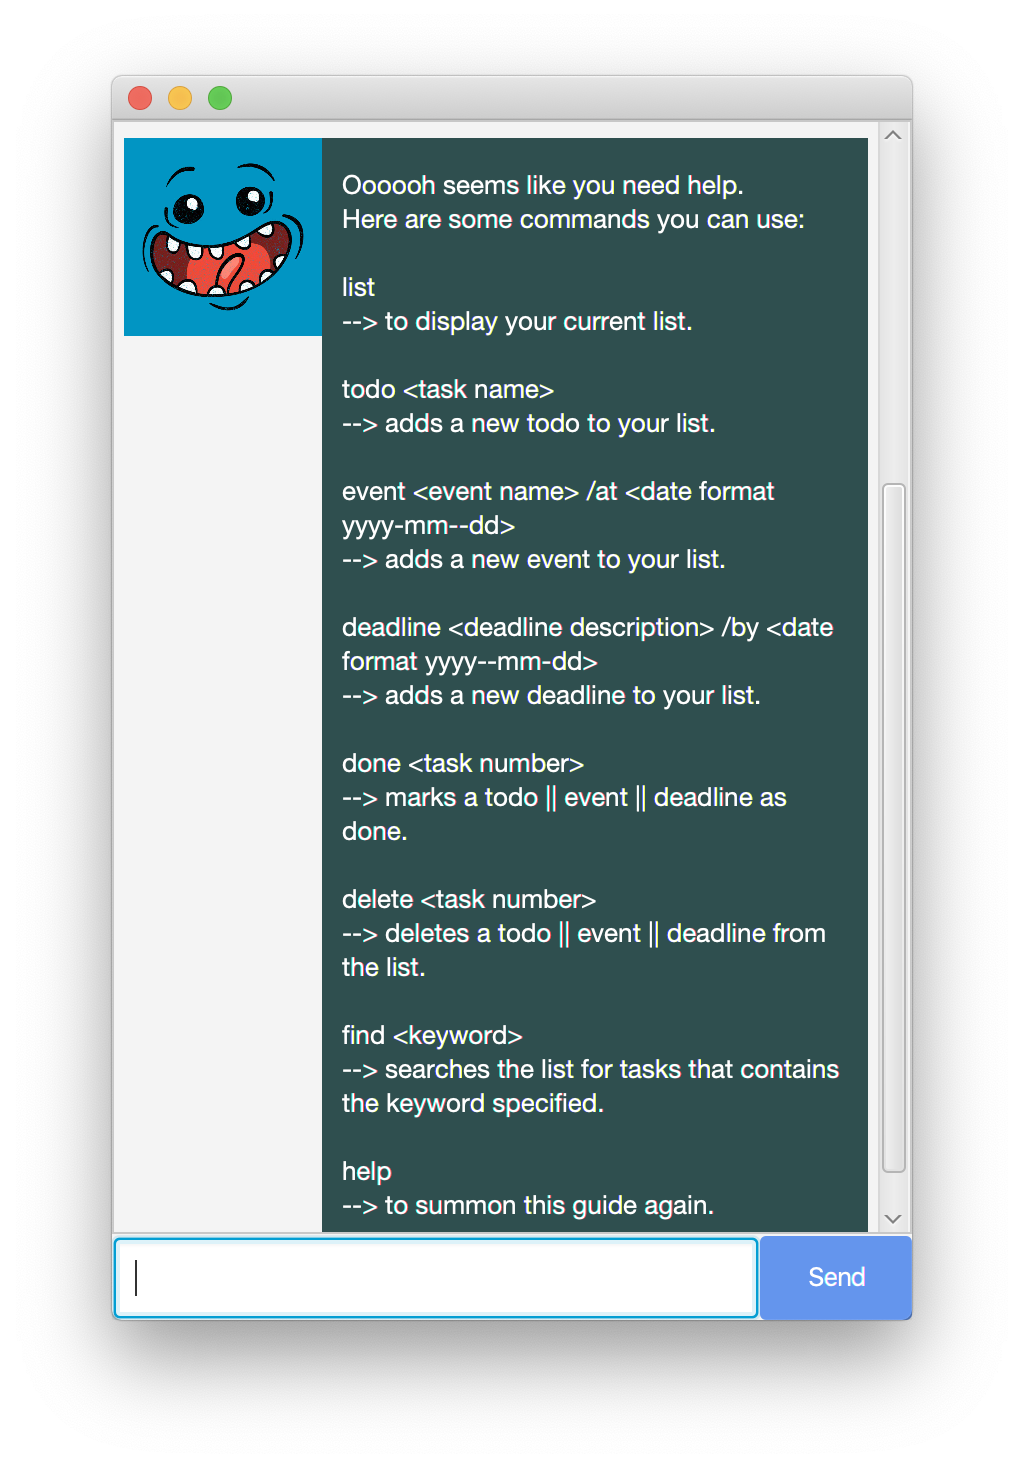 Oooooh seems like you need help.
Here are some commands you can use:
list
--> to display your current list.
todo <task name>
--> adds a new todo to your list.
event <event name> /at <date format
yyyy-mm--dd>
--> adds a new event to your list.
deadline <deadline description> /by <date
format yyyy--mm-dd>
--> adds a new deadline to your list.
done <task number>
--> marks a todo || event || deadline as
done.
delete <task number>
--> deletes a todo || event || deadline from
the list.
find <keyword>
--> searches the list for tasks that contains
the keyword specified.
help
--> to summon this guide again.
Send